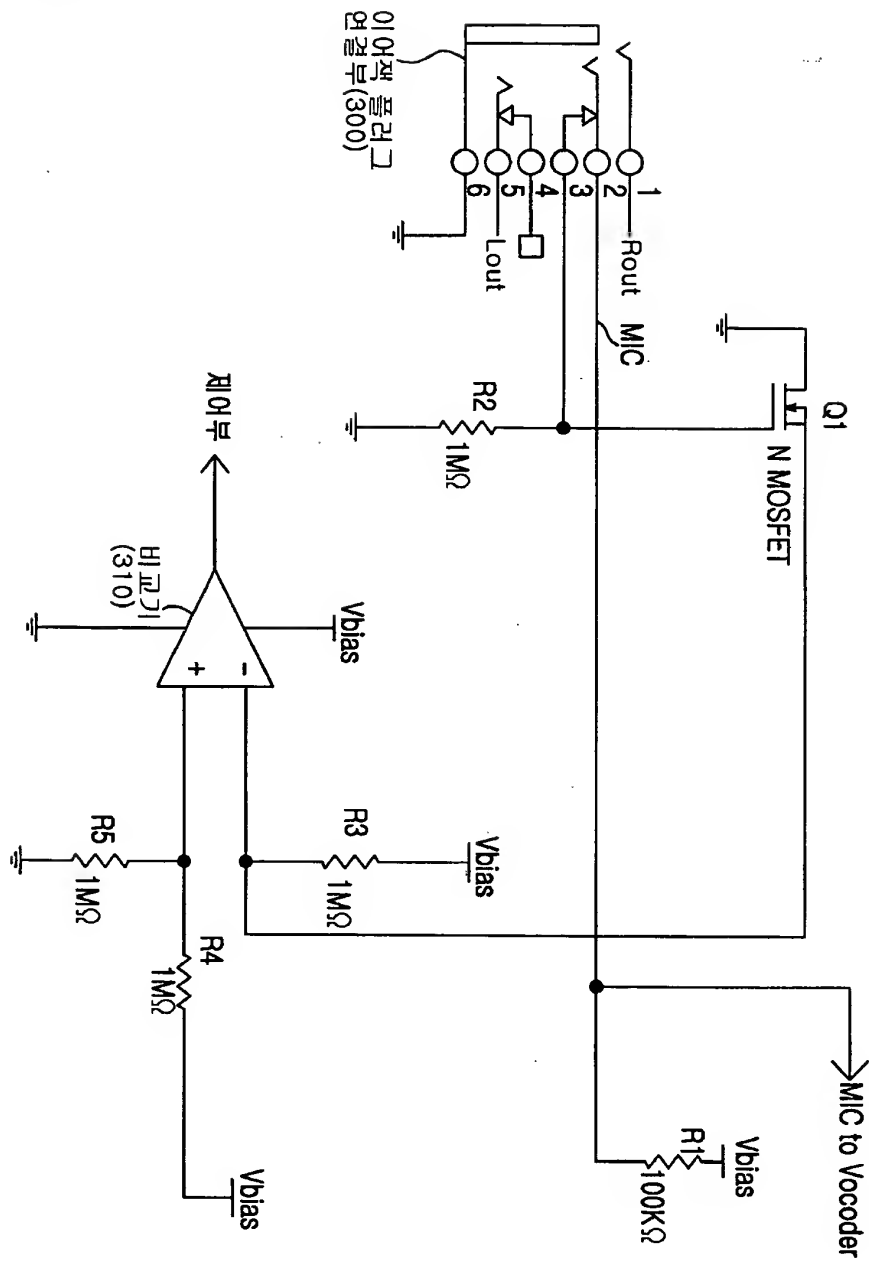 이어잭 플러그
연결부(300)
1
2
3
4
5
6
Rout
Lout
MIC
Q1
N MOSFET
R2
1MΩ
제어부
비교기
(310)
Vbias
+
-
R5
1MΩ
R3
1MΩ
Vbias
R4
1MΩ
Vbias
R1
100KΩ
Vbias
MIC to Vocoder